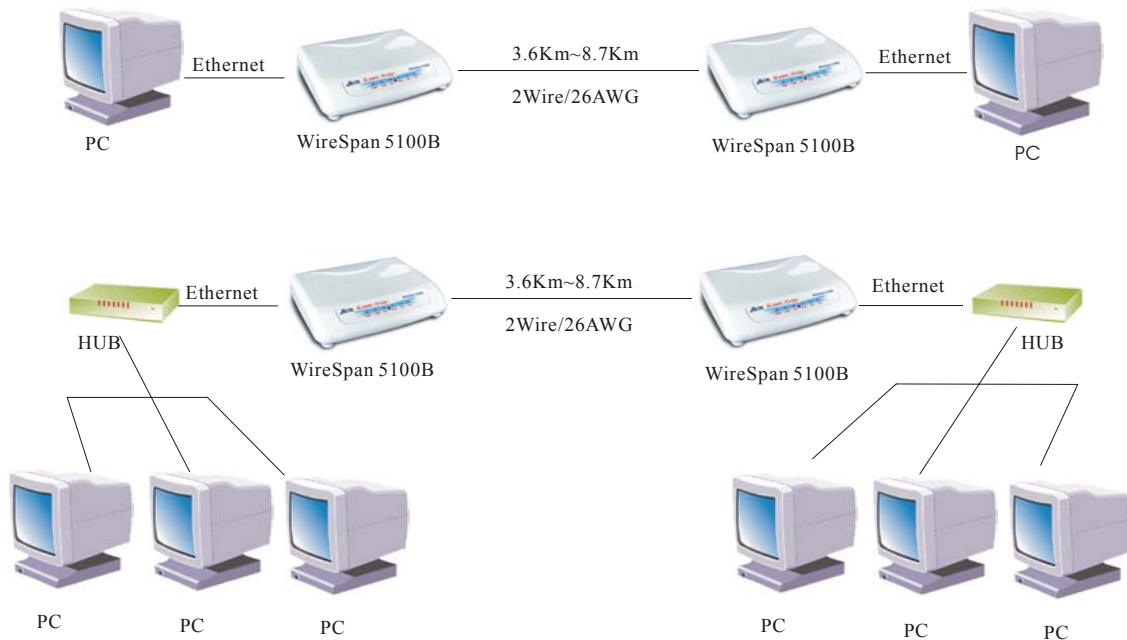 Ethernet
3.6Km~8.7Km
Ethernet
2Wire/26AWG
PC
WireSpan 5100B
WireSpan 5100B
PC
Ethernet
3.6Km~8.7Km
Ethernet
2Wire/26AWG
HUB
WireSpan 5100B
WireSpan 5100B
HUB
PC
PC
PC
PC
PC
PC